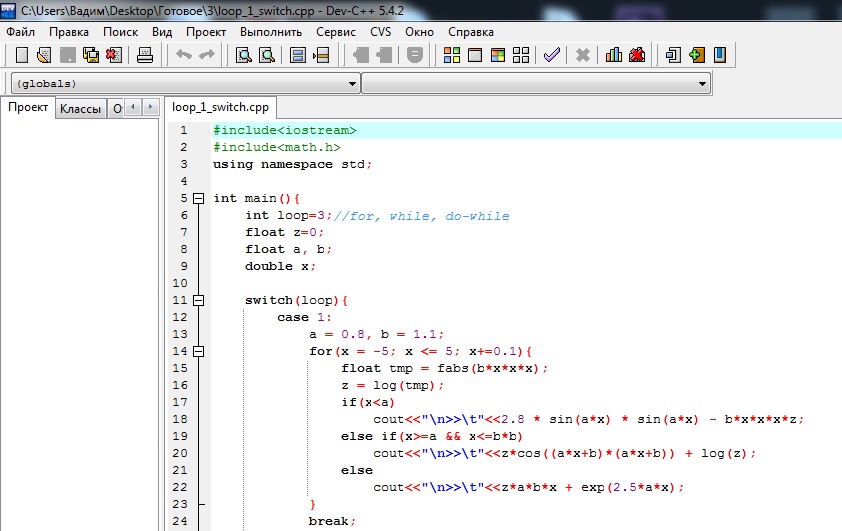 C:\Users\Вадим\Desktop\Готовое\3\loop_1_switch.cpp - Dev-C++ 5.4.2
Файл Правка Поиск Вид Проект Выполнить Сервис CVS Окно Справка
(globals)
Проект Классы О loop_1_switch.cpp
1 #include<iostream>
2 #include<math.h>
3 using namespace std;
4
5 int main(){
6 int loop=3;//for, while, do-while
7 float z=0;
8 float a, b;
9 double x;
10
11 switch(loop){
12 case 1:
13 a = 0.8, b = 1.1;
14 for(x = -5; x <= 5; x+=0.1){
15 float tmp = fabs(b*x*x*x);
16 z = log(tmp);
17 if(x<a)
18 cout<<"\n>>\t"<<2.8 * sin(a*x) * sin(a*x) - b*x*x*x*z;
19 else if(x>=a && x<=b*b)
20 cout<<"\n>>\t"<<z*cos((a*x+b)*(a*x+b)) + log(z);
21 else
22 cout<<"\n>>\t"<<z*a*b*x + exp(2.5*a*x);
23 }
24 break;